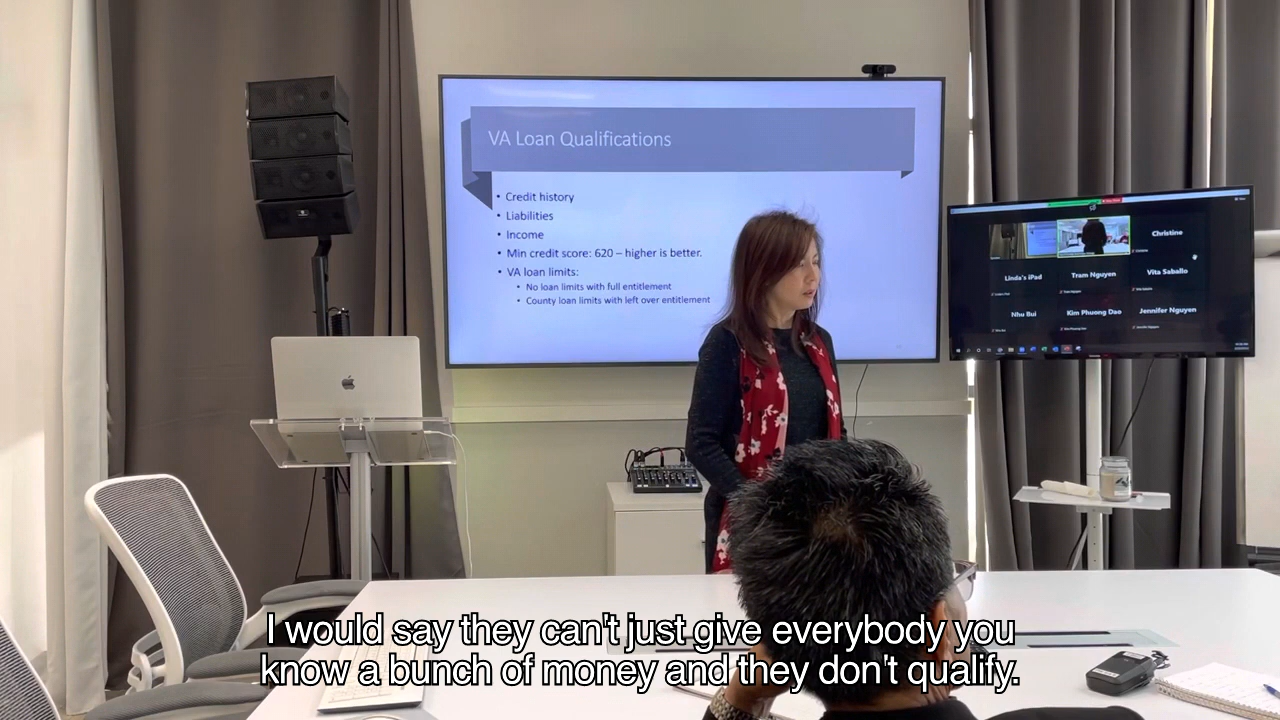 VA Loan Qualifications
• Credit history
• Liabilities
• Income
• Min credit score: 620 – higher is better.
• VA loan limits:
• No loan limits with full entitlement
• County loan limits with left over entitlement
Christine
Linda's iPad
Tram Nguyen
Vita Saballo
Nhu Bui
Kim Phuong Dao
Jennifer Nguyen
I would say they can't just give everybody you
know a bunch of money and they don't qualify.